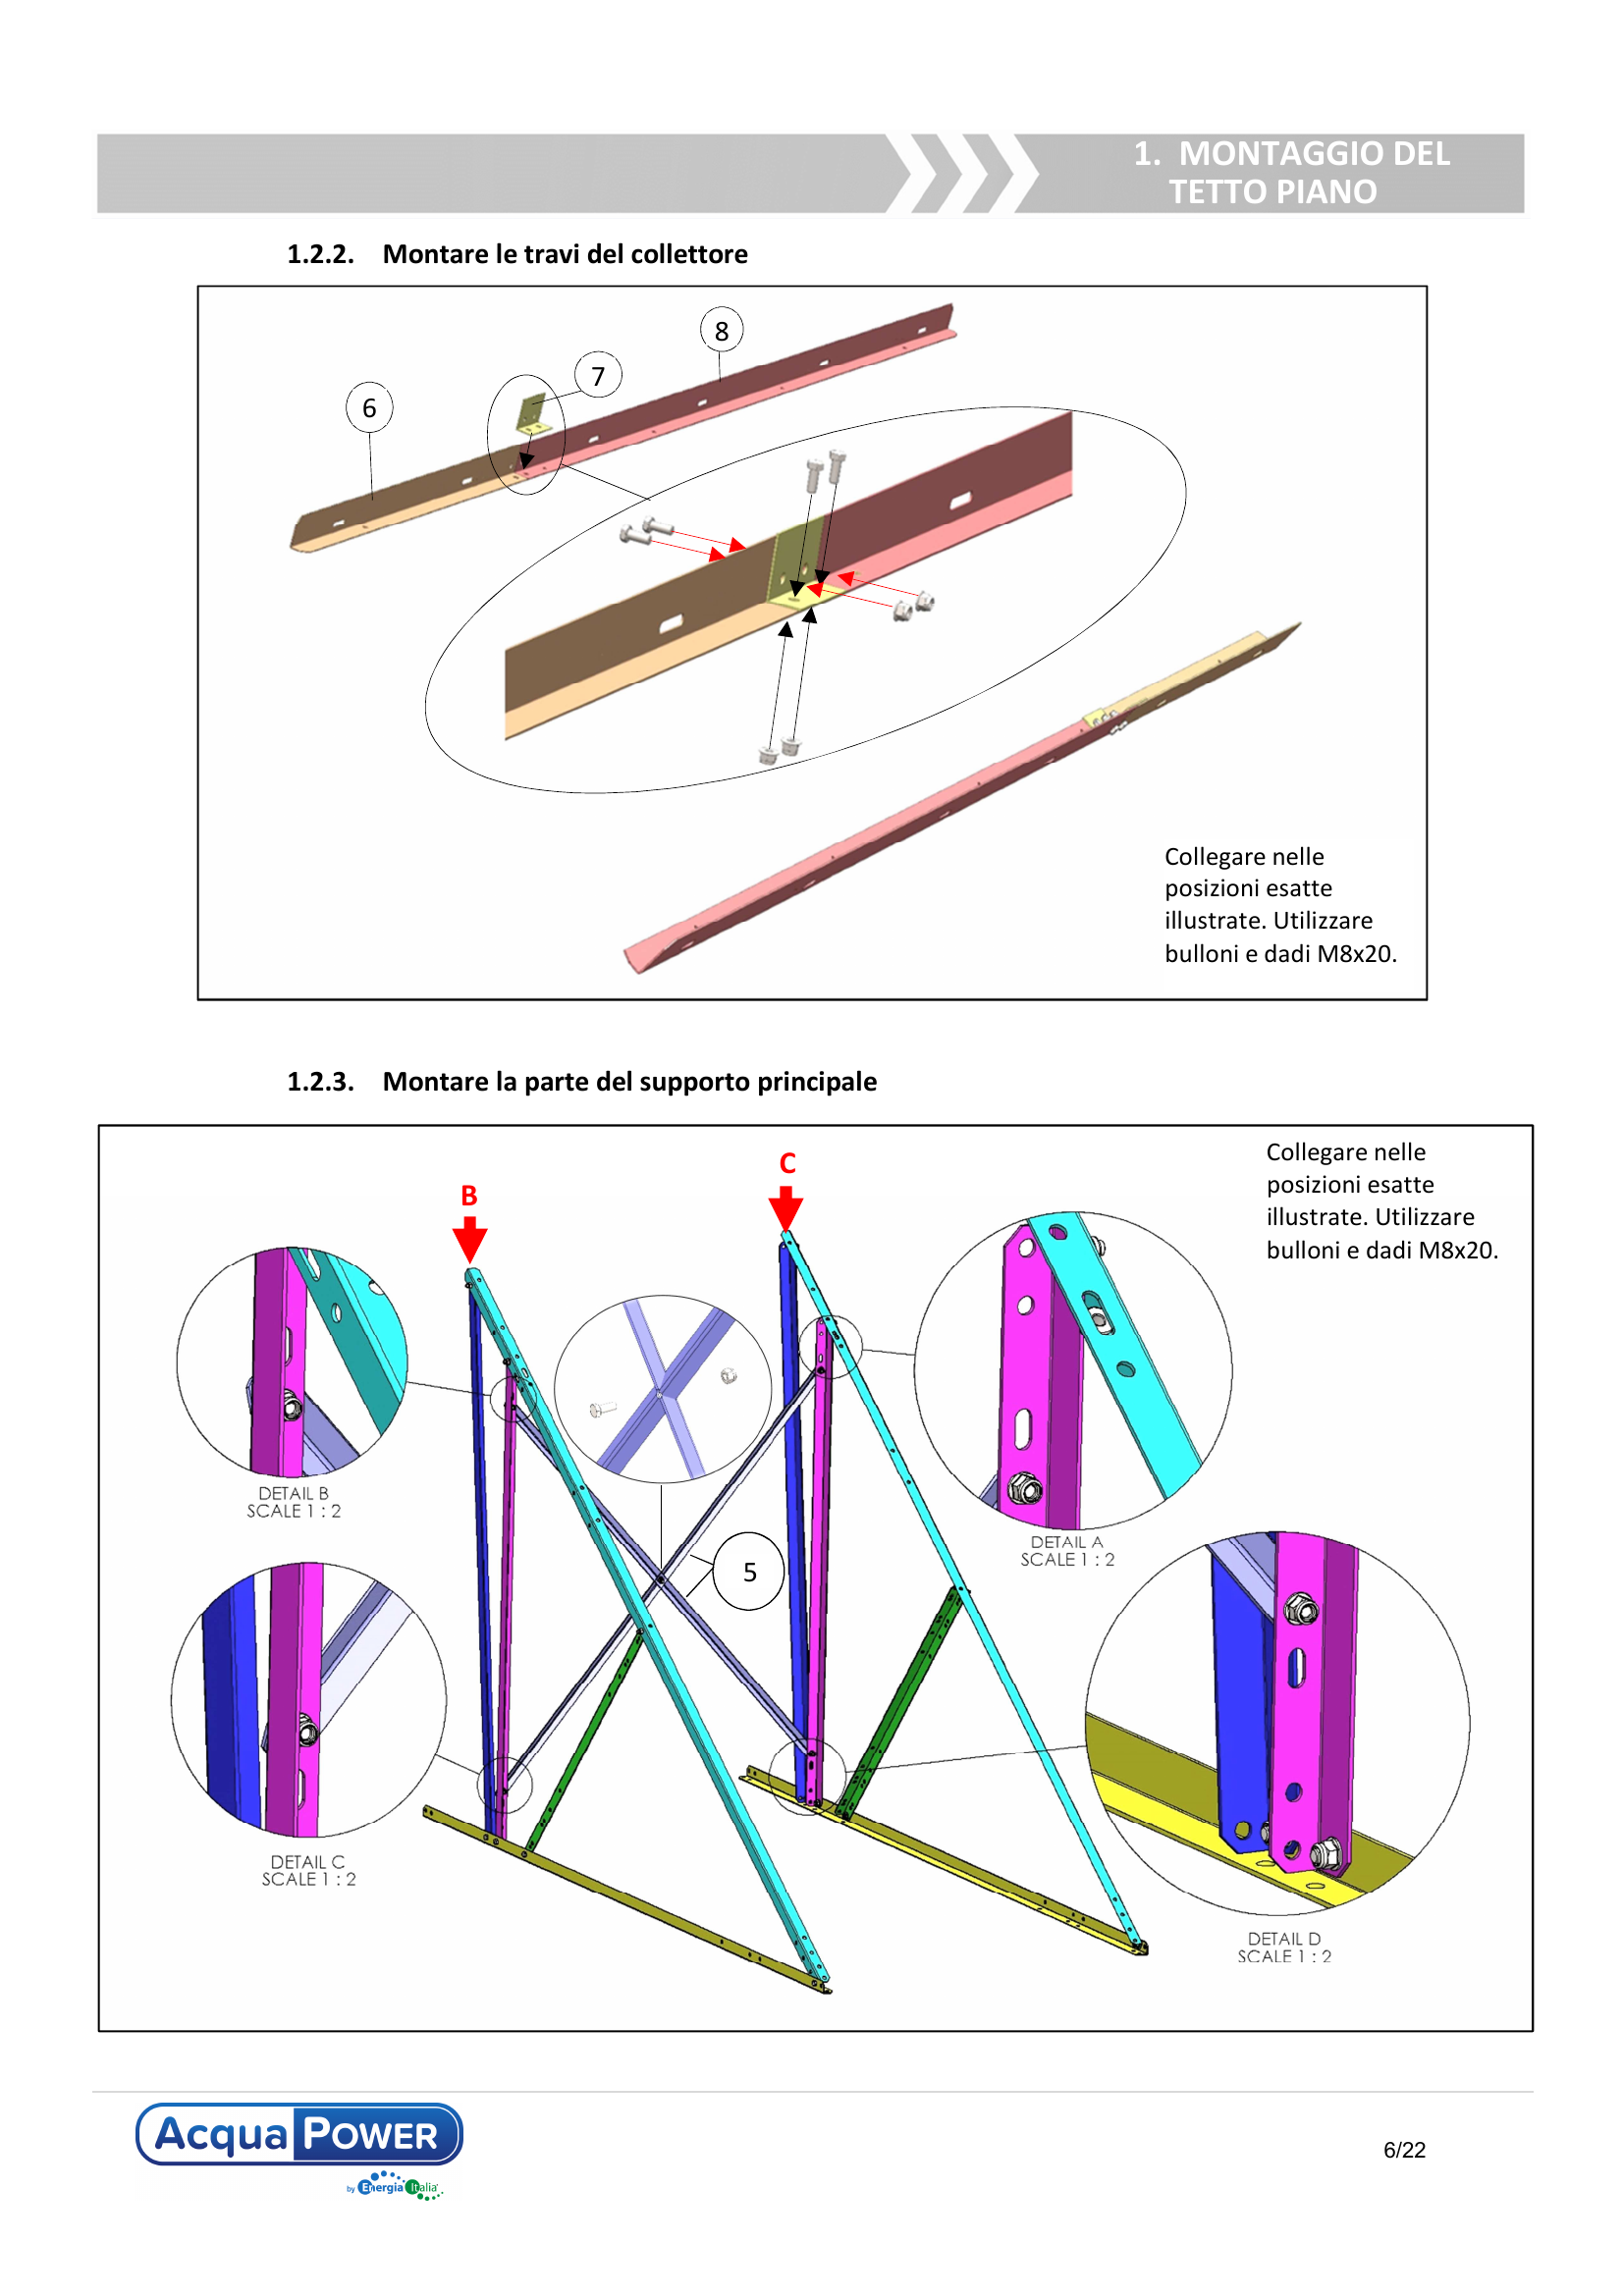 1. MONTAGGIO DEL
TETTO PIANO
1.2.2. Montare le travi del collettore
8
7
6
Collegare nelle
posizioni esatte
illustrate. Utilizzare
bulloni e dadi M8x20.
1.2.3. Montare la parte del supporto principale
Collegare nelle
posizioni esatte
illustrate. Utilizzare
bulloni e dadi M8x20.
C
B
DETAIL B
SCALE 1 : 2
DETAIL A
SCALE 1 : 2
5
DETAIL C
SCALE 1 : 2
DETAIL D
SCALE 1 : 2
Acqua POWER
by Energia Italia
6/22